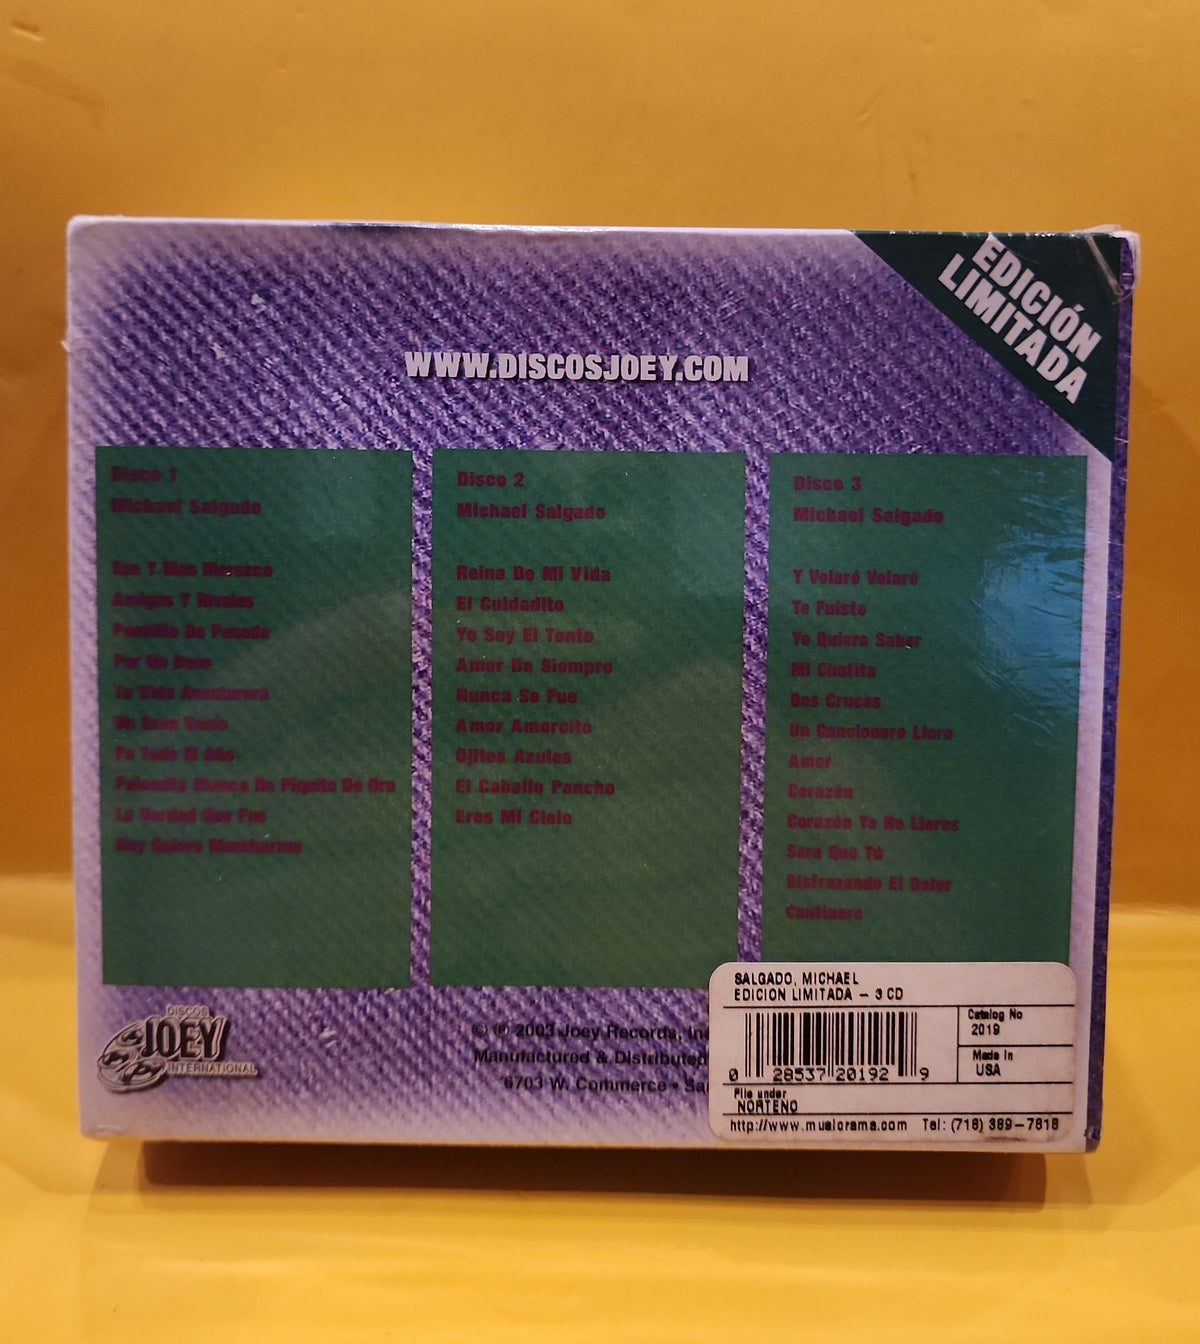 EDICIÓN
LIMITADA
WWW.DISCOSJOEY.COM
Disco 1
Michael Salgado
Eso Y Mas Merezco
Amigas Y Rivales
De Pasada
Por Un Beso
Tu Vida Aventurera
Un Gran Vacio
Pa Todo El Año
Palomita Blanca De Piquito De Oro
La Verdad Que Fue
Hoy Quiero Marcharme
Disco 2
Michael Salgado
Reina De Mi Vida
El Cuidadito
Yo Soy El Tonto
Amor De Siempre
Nunca Se Fue
Amor Amorcito
Ojitos Azules
El Caballo Pancho
Eres Mi Cielo
Disco 3
Michael Salgado
Y Volaré Volaré
Te Fuiste
Yo Quiero Saber
Mi Chatita
Dos Cruces
Un Cancionero Lloro
Amor
Corazón
Corazón Ya No Llores
Sera Que Tú
Disfrazando El Dolor
Cantinero
DISCOS
JOEY
INTERNATIONAL
© ℗ 2003 Joey Records, Inc
Manufactured & Distributed
6703 W. Commerce • Sa
SALGADO, MICHAEL
EDICION LIMITADA – 3 CD
Catalog No
2019
Made In
USA
0 28537 20192 9
File under
NORTENO
http://www.musicrama.com Tel: (718) 389-7818